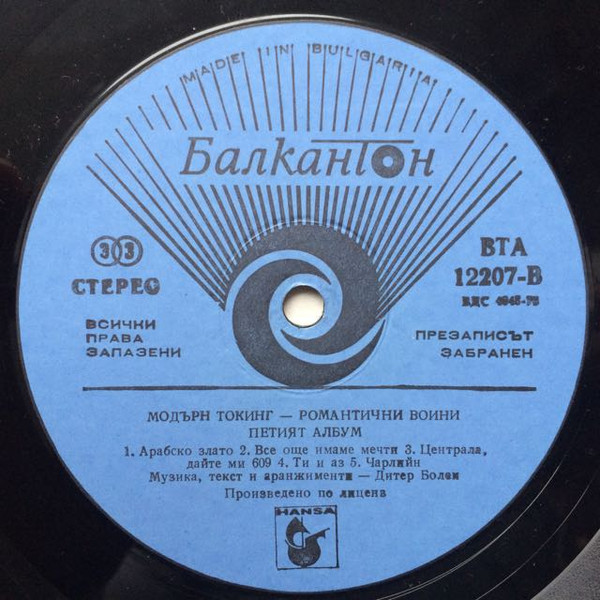 MADE IN BULGARIA
Балкантон
33
СТЕРЕО
ВСИЧКИ
ПРАВА
ЗАПАЗЕНИ
ВТА
12207-В
БДС
ПРЕЗАПИСЪТ
ЗАБРАНЕН
МОДЪРН ТОКИНГ — РОМАНТИЧНИ ВОИНИ
ПЕТИЯТ АЛБУМ
1. Арабско злато 2. Все още имаме мечти 3. Централа,
дайте ми 609 4. Ти и аз 5. Чарлийн
Музика, текст и аранжименти — Дитер Болен
Произведено по лиценз
HANSA